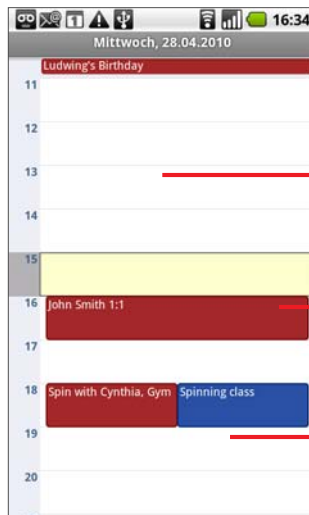 1 16:34
Mittwoch, 28.04.2010
Ludwing's Birthday
11
12
13
14
15
16 John Smith 1:1
17
18 Spin with Cynthia, Gym Spinning class
19
20